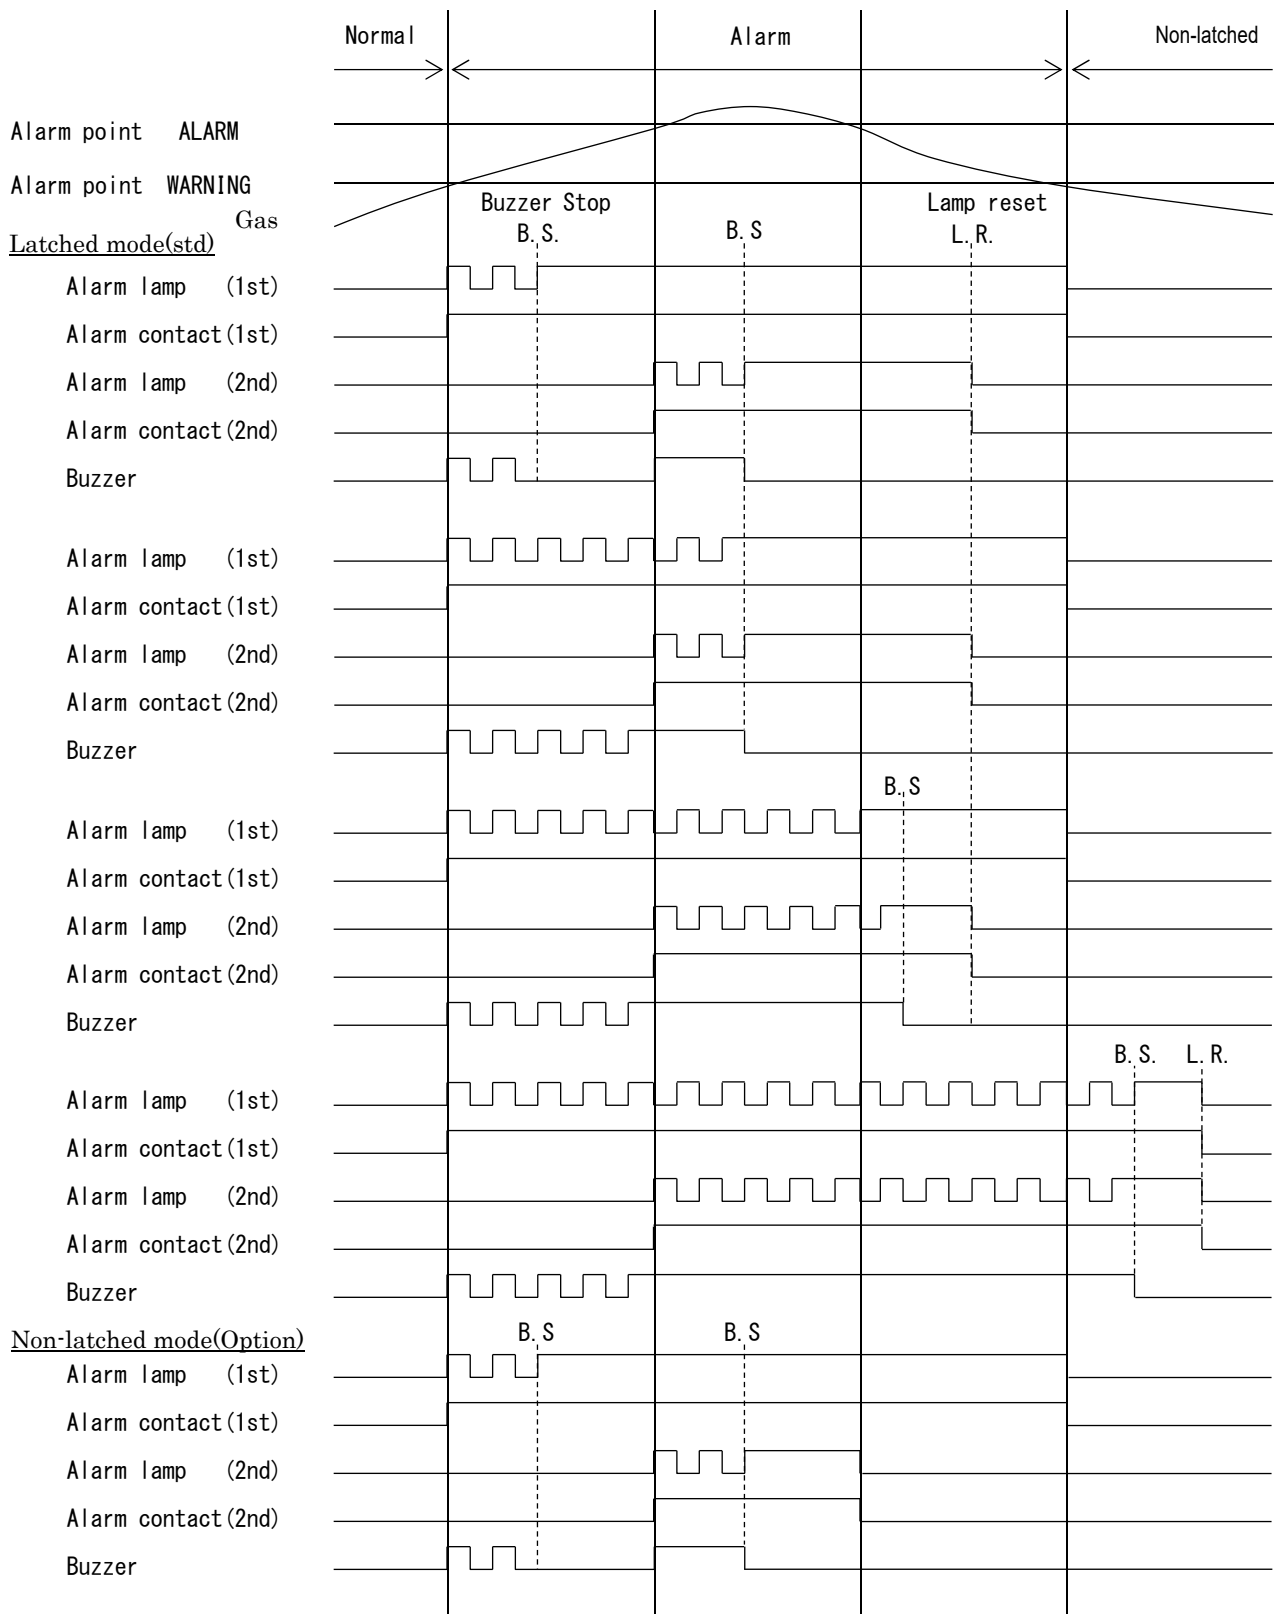 Normal Alarm Non-latched
Alarm point ALARM
Alarm point WARNING
Gas
Buzzer Stop Lamp reset
B.S. B.S L.R.
Latched mode(std)
Alarm lamp (1st)
Alarm contact(1st)
Alarm lamp (2nd)
Alarm contact(2nd)
Buzzer
Alarm lamp (1st)
Alarm contact(1st)
Alarm lamp (2nd)
Alarm contact(2nd)
Buzzer
B.S
Alarm lamp (1st)
Alarm contact(1st)
Alarm lamp (2nd)
Alarm contact(2nd)
Buzzer
B.S. L.R.
Alarm lamp (1st)
Alarm contact(1st)
Alarm lamp (2nd)
Alarm contact(2nd)
Buzzer
Non-latched mode(Option) B.S B.S
Alarm lamp (1st)
Alarm contact(1st)
Alarm lamp (2nd)
Alarm contact(2nd)
Buzzer